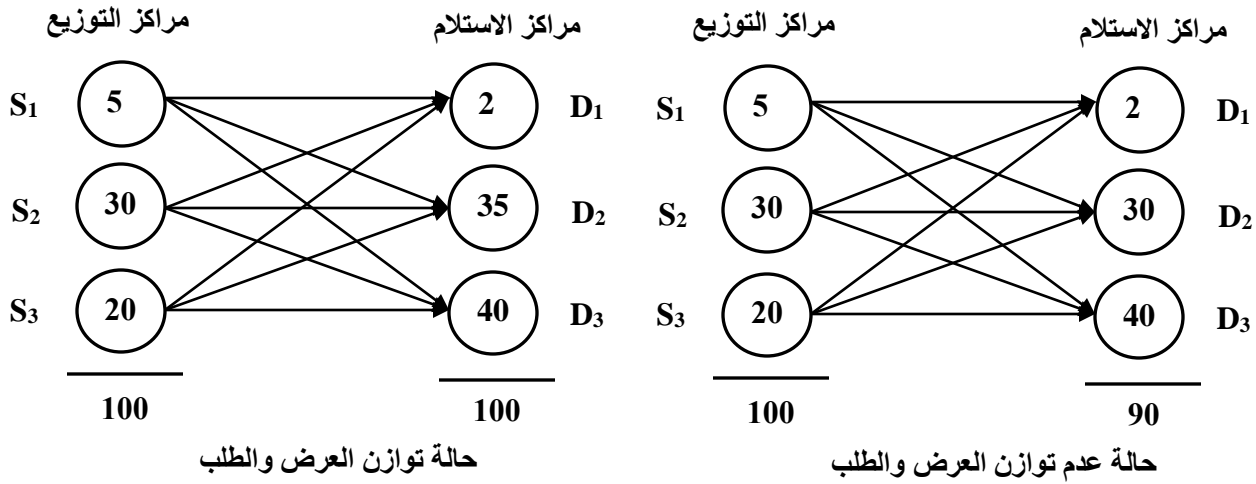 مراكز التوزيع مراكز الاستلام
S1 5 2 D1
S2 30 35 D2
S3 20 40 D3
100 100
حالة توازن العرض والطلب
مراكز التوزيع مراكز الاستلام
S1 5 2 D1
S2 30 30 D2
S3 20 40 D3
100 90
حالة عدم توازن العرض والطلب